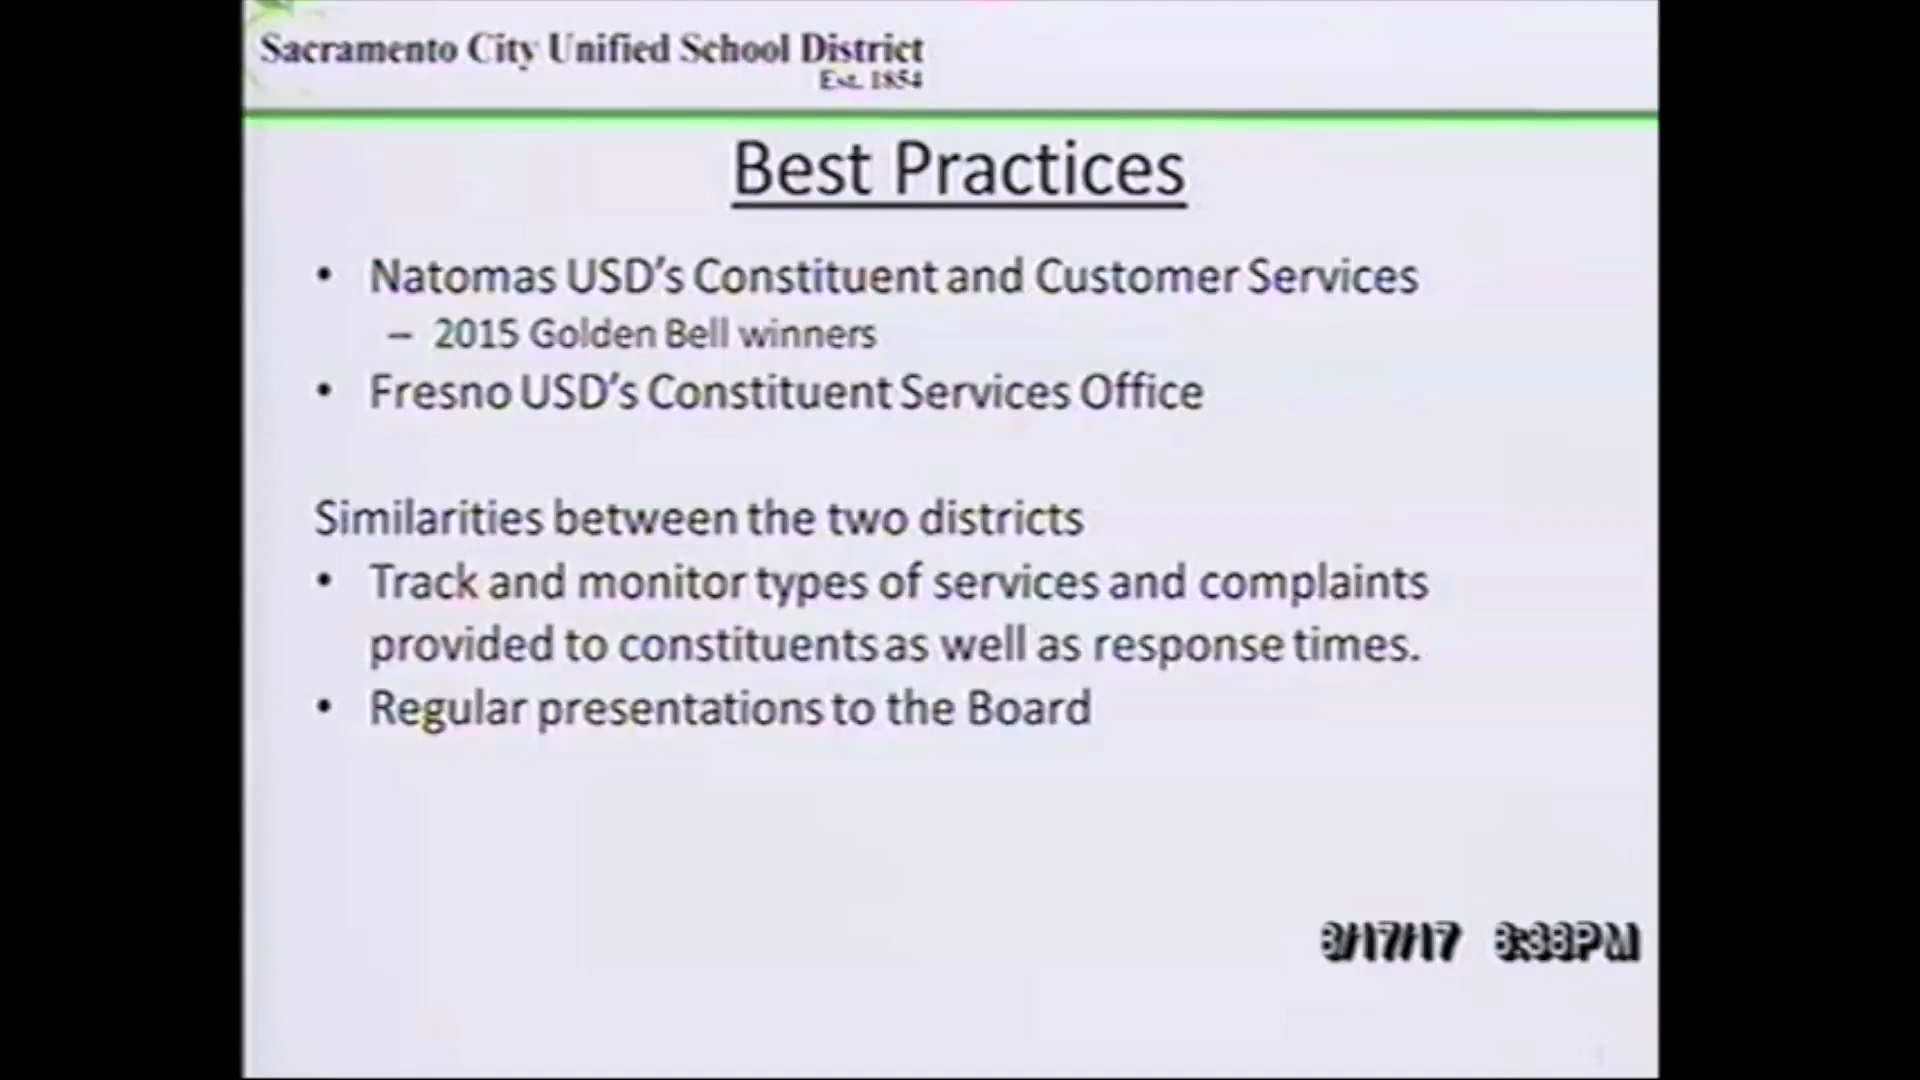 Sacramento City Unified School District
Est. 1854
Best Practices
• Natomas USD's Constituent and Customer Services
– 2015 Golden Bell winners
• Fresno USD's Constituent Services Office
Similarities between the two districts
• Track and monitor types of services and complaints
provided to constituents as well as response times.
• Regular presentations to the Board
8/17/17